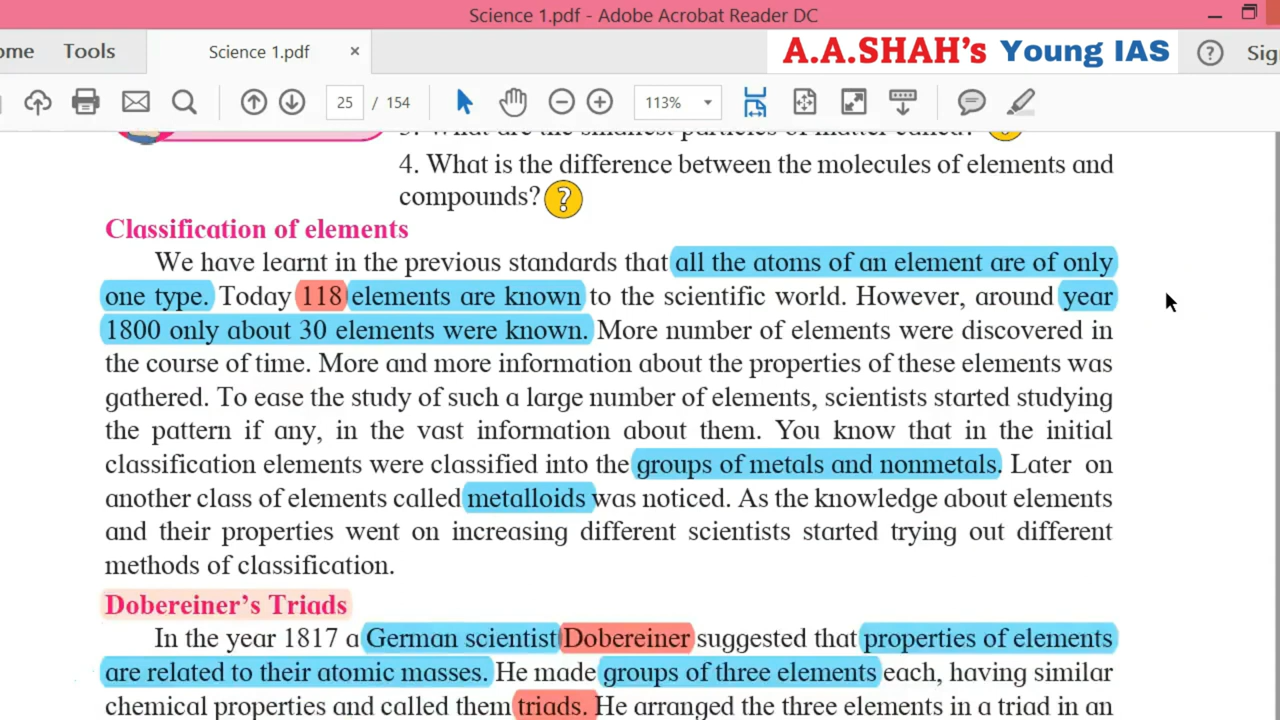 Science 1.pdf - Adobe Acrobat Reader DC
ome Tools Science 1.pdf × A.A.SHAH's Young IAS ? Sig
25 / 154 113%
3. What are the smallest particles of matter called? ?
4. What is the difference between the molecules of elements and
compounds? ?
Classification of elements
We have learnt in the previous standards that all the atoms of an element are of only
one type. Today 118 elements are known to the scientific world. However, around year
1800 only about 30 elements were known. More number of elements were discovered in
the course of time. More and more information about the properties of these elements was
gathered. To ease the study of such a large number of elements, scientists started studying
the pattern if any, in the vast information about them. You know that in the initial
classification elements were classified into the groups of metals and nonmetals. Later on
another class of elements called metalloids was noticed. As the knowledge about elements
and their properties went on increasing different scientists started trying out different
methods of classification.
Dobereiner's Triads
In the year 1817 a German scientist Dobereiner suggested that properties of elements
are related to their atomic masses. He made groups of three elements each, having similar
chemical properties and called them triads. He arranged the three elements in a triad in an